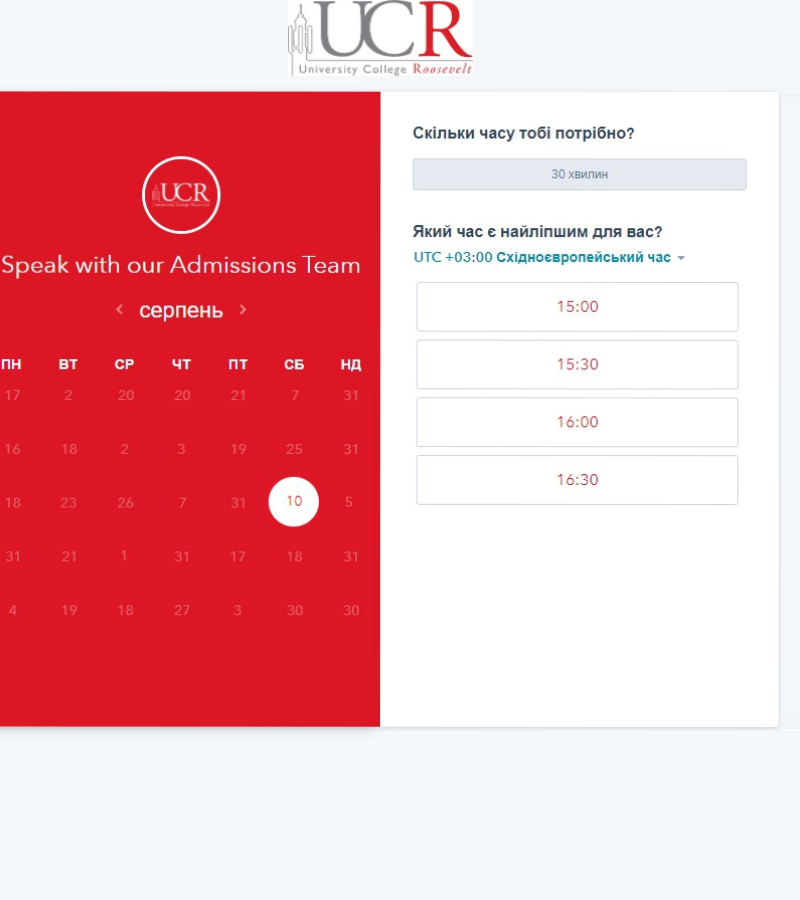 UCR
University College Roosevelt
UCR
University College Roosevelt
Speak with our Admissions Team
серпень
ПН ВТ СР ЧТ ПТ СБ НД
17 2 20 20 21 7 31
16 18 2 3 19 25 31
18 23 26 7 31 10 5
31 21 1 31 17 18 31
4 19 18 27 3 30 30
Скільки часу тобі потрібно?
30 хвилин
Який час є найліпшим для вас?
UTC +03:00 Східноєвропейський час
15:00
15:30
16:00
16:30